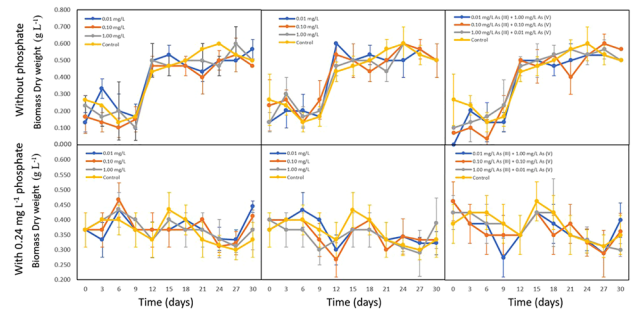 Without phosphate
Biomass Dry weight (g L-1)
0.600
0.500
0.400
0.300
0.200
0.100
0.000
0.01 mg/L
0.10 mg/L
1.00 mg/L
Control
0.01 mg/L
0.10 mg/L
1.00 mg/L
Control
0.01 mg/L As (III) + 1.00 mg/L As (V)
0.10 mg/L As (III) + 0.10 mg/L As (V)
1.00 mg/L As (III) + 0.01 mg/L As (V)
Control
With 0.24 mg L-1 phosphate
Biomass Dry weight (g L-1)
0.600
0.550
0.500
0.450
0.400
0.350
0.300
0.250
0.200
0.01 mg/L
0.10 mg/L
1.00 mg/L
Control
0.01 mg/L
0.10 mg/L
1.00 mg/L
Control
0.01 mg/L As (III) + 1.00 mg/L As (V)
0.10 mg/L As (III) + 0.10 mg/L As (V)
1.00 mg/L As (III) + 0.01 mg/L As (V)
Control
0 3 6 9 12 15 18 21 24 27 30
0 3 6 9 12 15 18 21 24 27 30
0 3 6 9 12 15 18 21 24 27 30
Time (days)
Time (days)
Time (days)